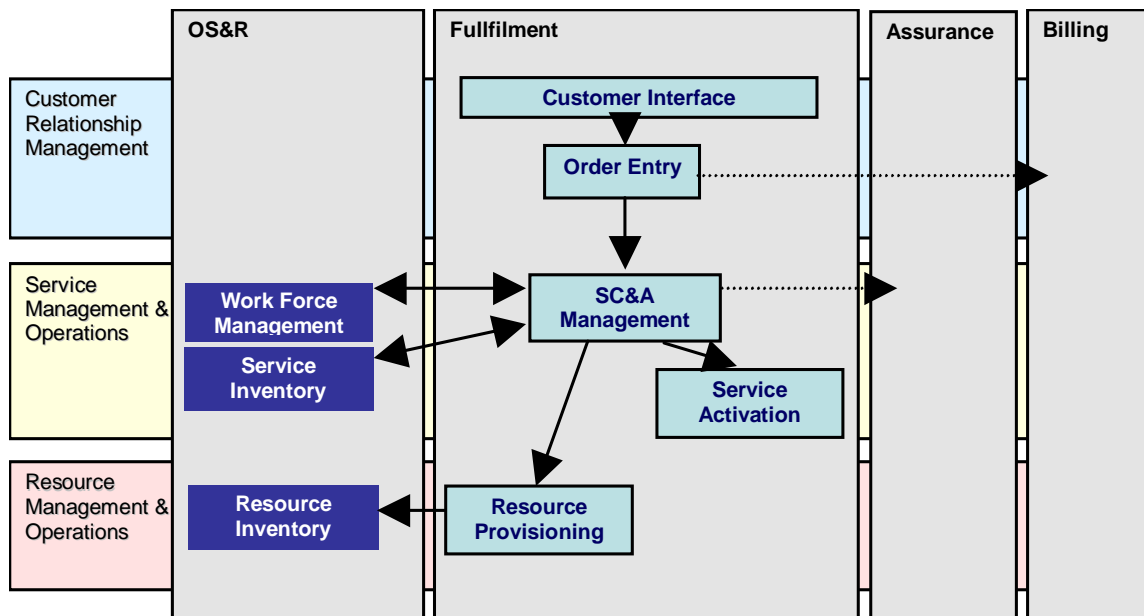 OS&R
Fullfilment
Assurance
Billing
Customer
Relationship
Management
Customer Interface
Order Entry
Service
Management &
Operations
Work Force
Management
SC&A
Management
Service
Inventory
Service
Activation
Resource
Management &
Operations
Resource
Inventory
Resource
Provisioning